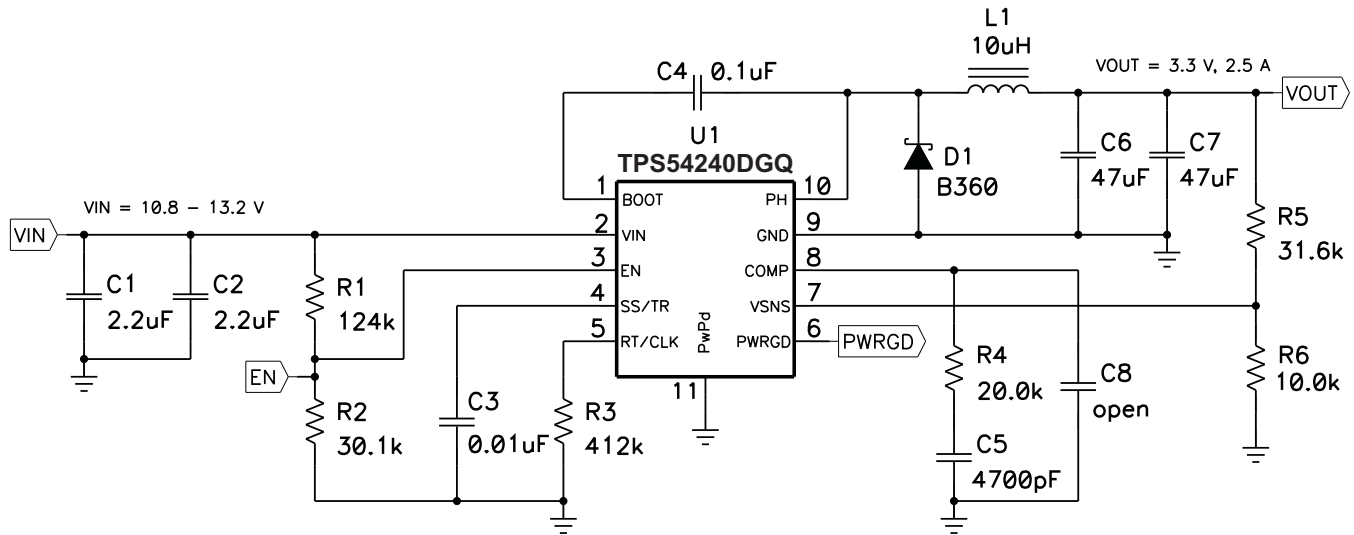 L1
10uH
VOUT = 3.3 V, 2.5 A
VOUT
C4 0.1uF
U1
TPS54240DGQ
1 BOOT
2 VIN
3 EN
4 SS/TR
5 RT/CLK
PH 10
GND 9
COMP 8
VSNS 7
PWRGD 6
PwPd
11
PWRGD
D1
B360
C6
47uF
C7
47uF
R5
31.6k
R6
10.0k
VIN = 10.8 – 13.2 V
VIN
C1
2.2uF
C2
2.2uF
R1
124k
EN
R2
30.1k
C3
0.01uF
R3
412k
R4
20.0k
C5
4700pF
C8
open